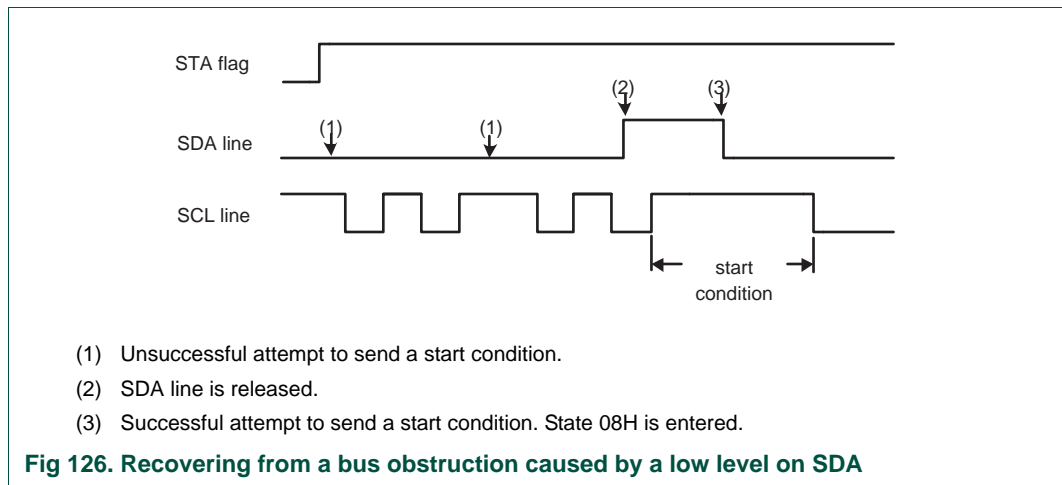 STA flag
(2)
(3)
(1)
(1)
SDA line
SCL line
start
condition
(1) Unsuccessful attempt to send a start condition.
(2) SDA line is released.
(3) Successful attempt to send a start condition. State 08H is entered.
Fig 126. Recovering from a bus obstruction caused by a low level on SDA